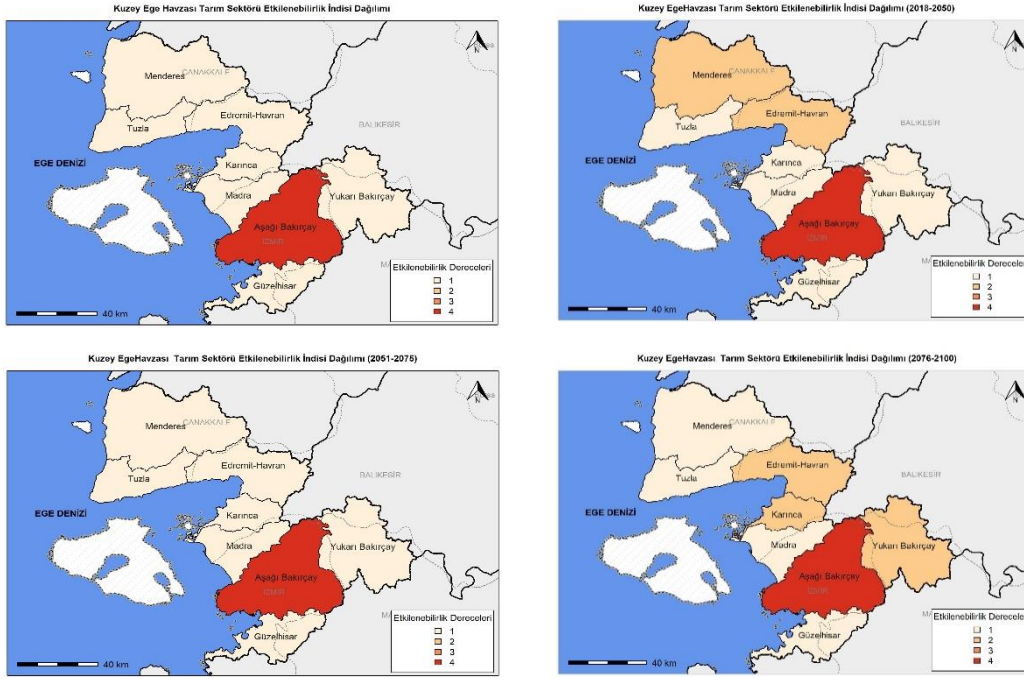 Kuzey Ege Havzası Tarım Sektörü Etkilenebilirlik İndisi Dağılımı
Menderes
ÇANAKKALE
Edremit-Havran
Tuzla
BALIKESİR
EGE DENİZİ
Karınca
Madra
Yukarı Bakırçay
Aşağı Bakırçay
İZMİR
Güzelhisar
Etkilenebilirlik Dereceleri
1
2
3
4
40 km
N
Kuzey EgeHavzası Tarım Sektörü Etkilenebilirlik İndisi Dağılımı (2018-2050)
Menderes
ÇANAKKALE
Edremit-Havran
Tuzla
BALIKESİR
EGE DENİZİ
Karınca
Madra
Yukarı Bakırçay
Aşağı Bakırçay
İZMİR
Güzelhisar
Etkilenebilirlik Dereceleri
1
2
3
4
40 km
N
Kuzey EgeHavzası Tarım Sektörü Etkilenebilirlik İndisi Dağılımı (2051-2075)
Menderes
ÇANAKKALE
Edremit-Havran
Tuzla
BALIKESİR
EGE DENİZİ
Karınca
Madra
Yukarı Bakırçay
Aşağı Bakırçay
İZMİR
Güzelhisar
Etkilenebilirlik Dereceleri
1
2
3
4
40 km
N
Kuzey EgeHavzası Tarım Sektörü Etkilenebilirlik İndisi Dağılımı (2076-2100)
Menderes
ÇANAKKALE
Edremit-Havran
Tuzla
BALIKESİR
EGE DENİZİ
Karınca
Madra
Yukarı Bakırçay
Aşağı Bakırçay
İZMİR
Güzelhisar
Etkilenebilirlik Dereceleri
1
2
3
4
40 km
N